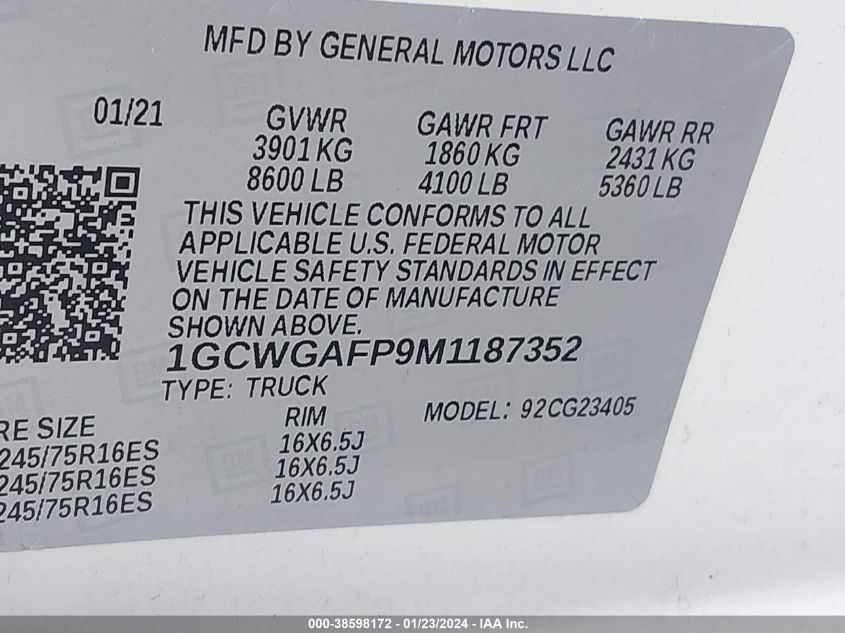 MFD BY GENERAL MOTORS LLC
01/21
GVWR GAWR FRT GAWR RR
3901 KG 1860 KG 2431 KG
8600 LB 4100 LB 5360 LB
THIS VEHICLE CONFORMS TO ALL
APPLICABLE U.S. FEDERAL MOTOR
VEHICLE SAFETY STANDARDS IN EFFECT
ON THE DATE OF MANUFACTURE
SHOWN ABOVE.
1GCWGAFP9M1187352
TYPE: TRUCK
MODEL: 92CG23405
RE SIZE RIM
245/75R16ES 16X6.5J
245/75R16ES 16X6.5J
245/75R16ES 16X6.5J
GM
000-38598172 - 01/23/2024 - IAA Inc.